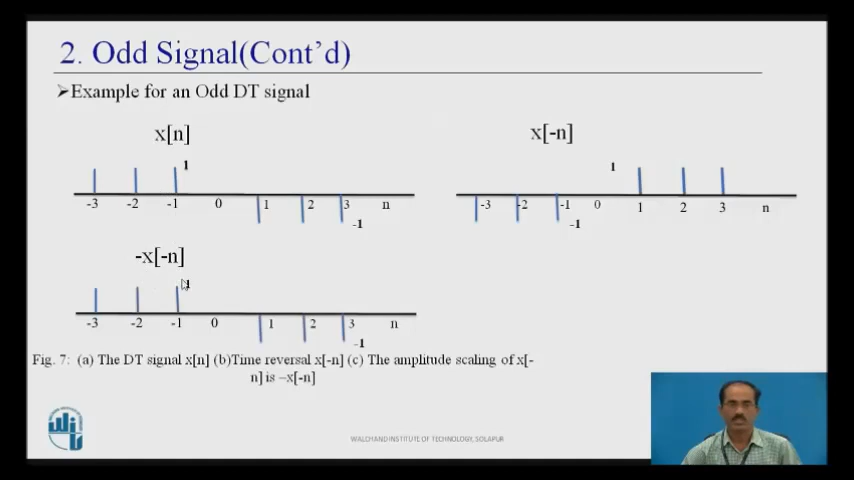 2. Odd Signal(Cont’d)
➢Example for an Odd DT signal
x[n]
1
-3 -2 -1 0 1 2 3 n
-1
x[-n]
1
-3 -2 -1 0 1 2 3 n
-1
-x[-n]
1
-3 -2 -1 0 1 2 3 n
-1
Fig. 7: (a) The DT signal x[n] (b)Time reversal x[-n] (c) The amplitude scaling of x[-
n] is –x[-n]
WALCHAND INSTITUTE OF TECHNOLOGY, SOLAPUR